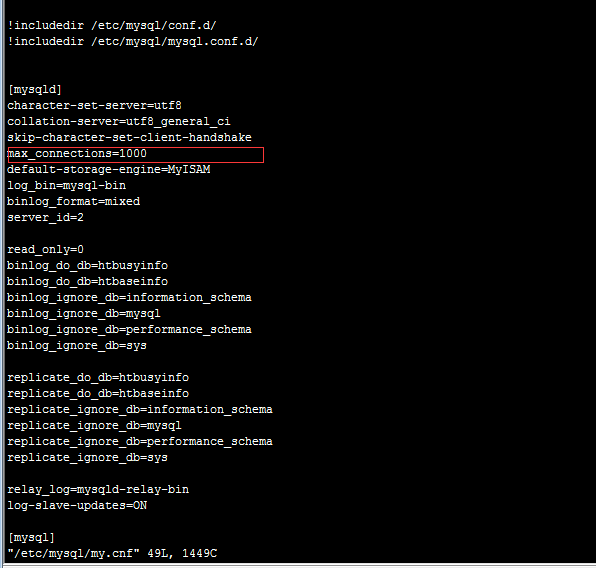 !includedir /etc/mysql/conf.d/
!includedir /etc/mysql/mysql.conf.d/
[mysqld]
character-set-server=utf8
collation-server=utf8_general_ci
skip-character-set-client-handshake
max_connections=1000
default-storage-engine=MyISAM
log_bin=mysql-bin
binlog_format=mixed
server_id=2
read_only=0
binlog_do_db=htbusyinfo
binlog_do_db=htbaseinfo
binlog_ignore_db=information_schema
binlog_ignore_db=mysql
binlog_ignore_db=performance_schema
binlog_ignore_db=sys
replicate_do_db=htbusyinfo
replicate_do_db=htbaseinfo
replicate_ignore_db=information_schema
replicate_ignore_db=mysql
replicate_ignore_db=performance_schema
replicate_ignore_db=sys
relay_log=mysqld-relay-bin
log-slave-updates=ON
[mysql]
"/etc/mysql/my.cnf" 49L, 1449C